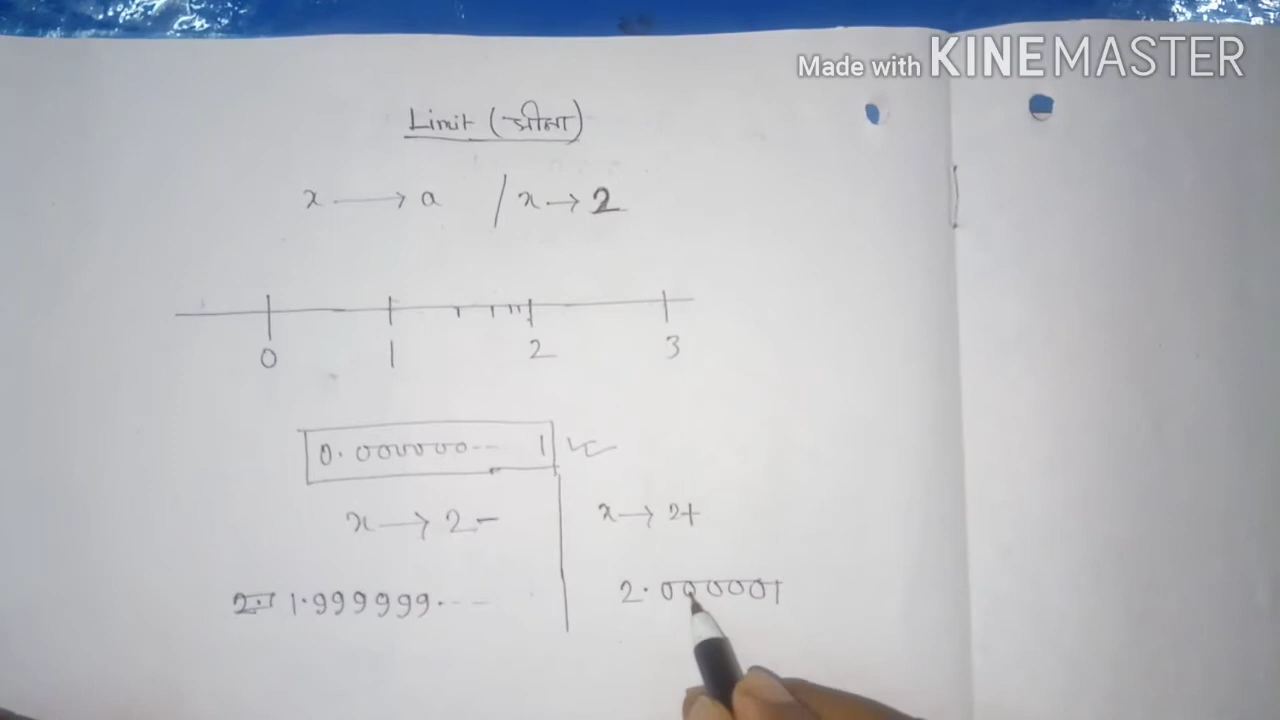 Made with KINEMASTER
Limit (सीमा)
x → a / x → 2
0 1 2 3
0.000000-- 1
x → 2- x → 2+
1.999999.--- 2.000001